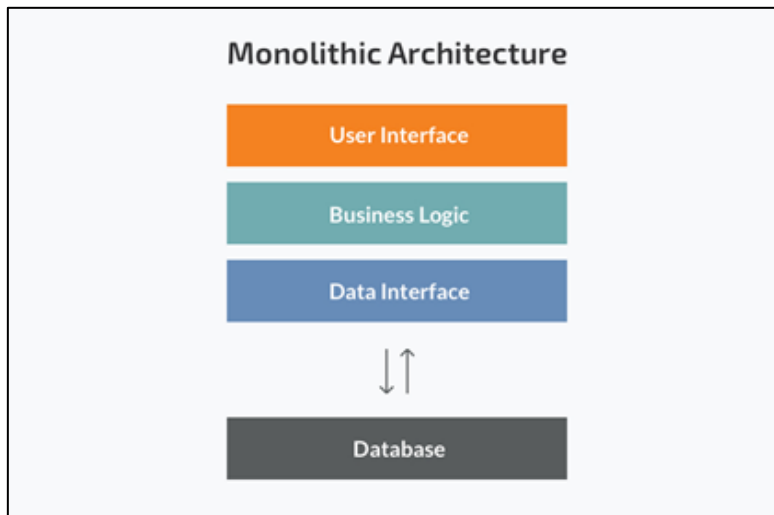 Monolithic Architecture
User Interface
Business Logic
Data Interface
Database